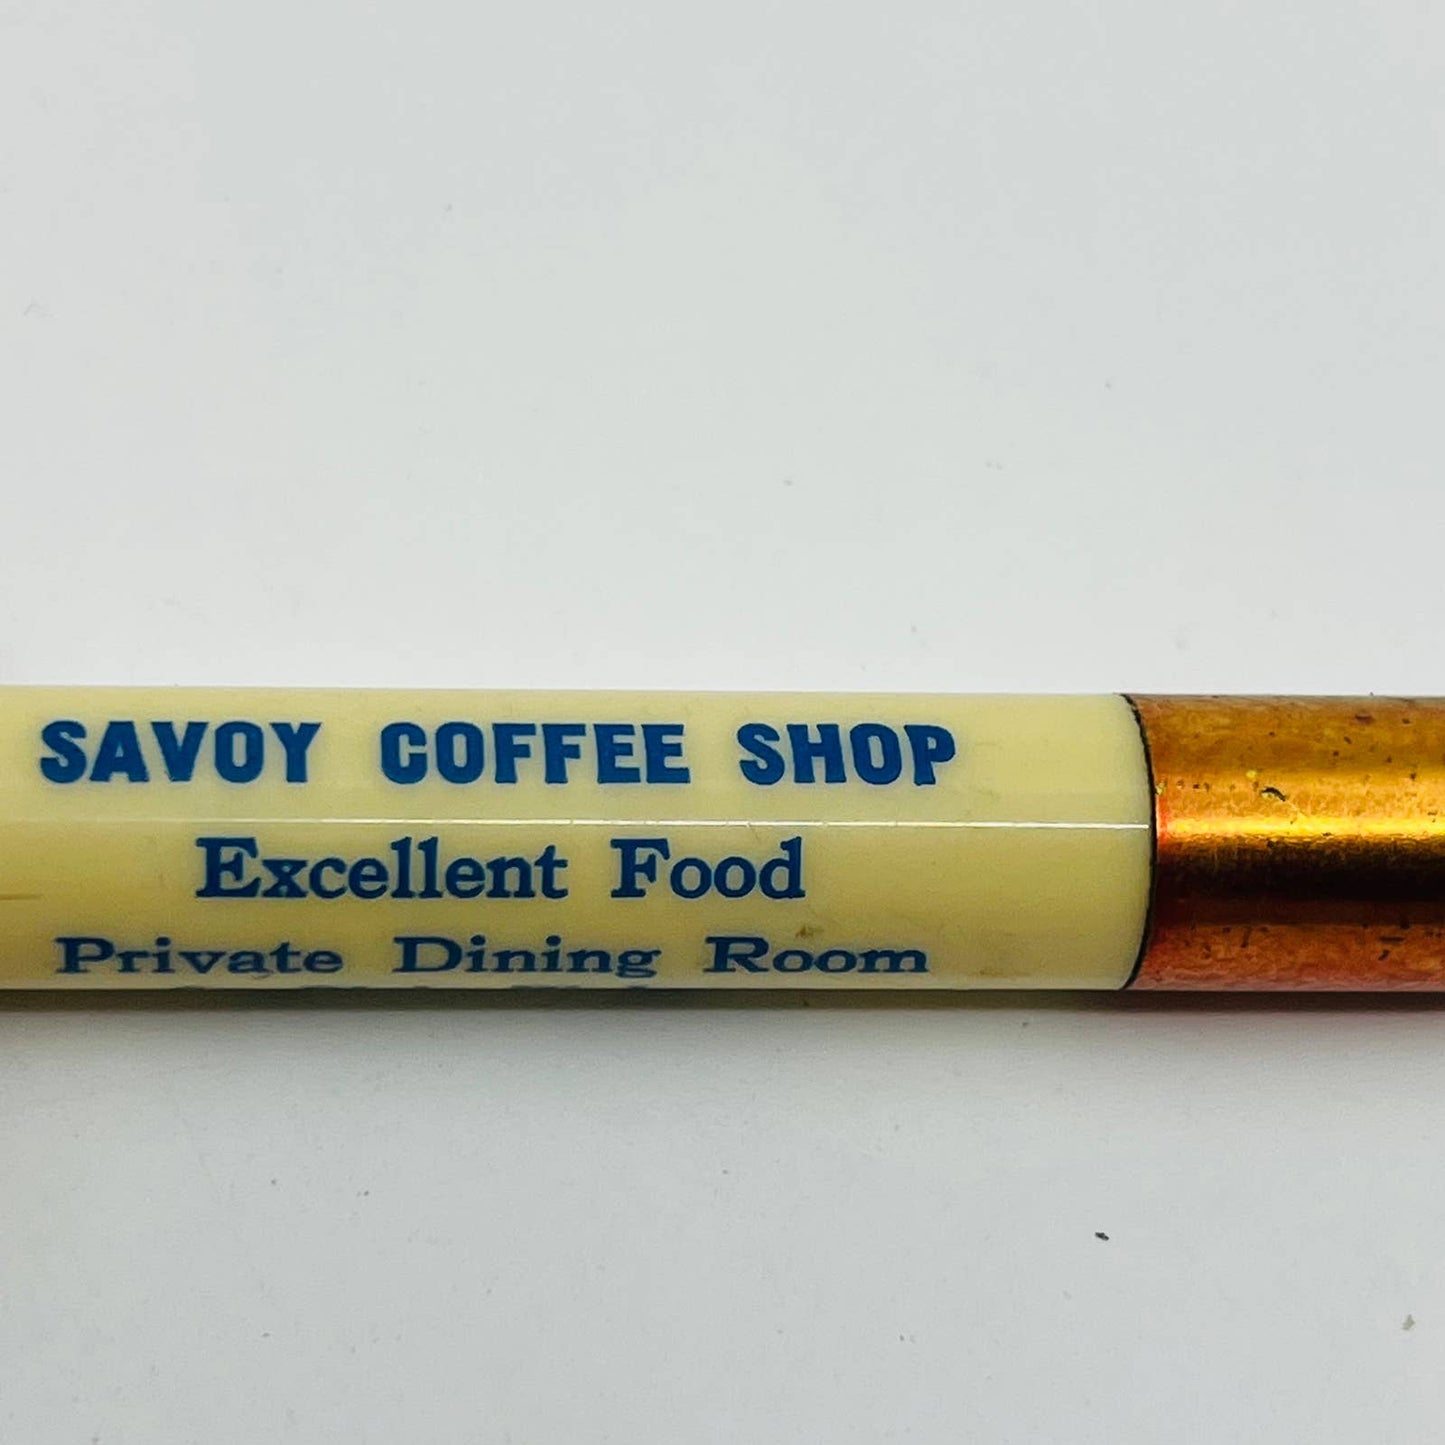 SAVOY COFFEE SHOP
Excellent Food
Private Dining Room